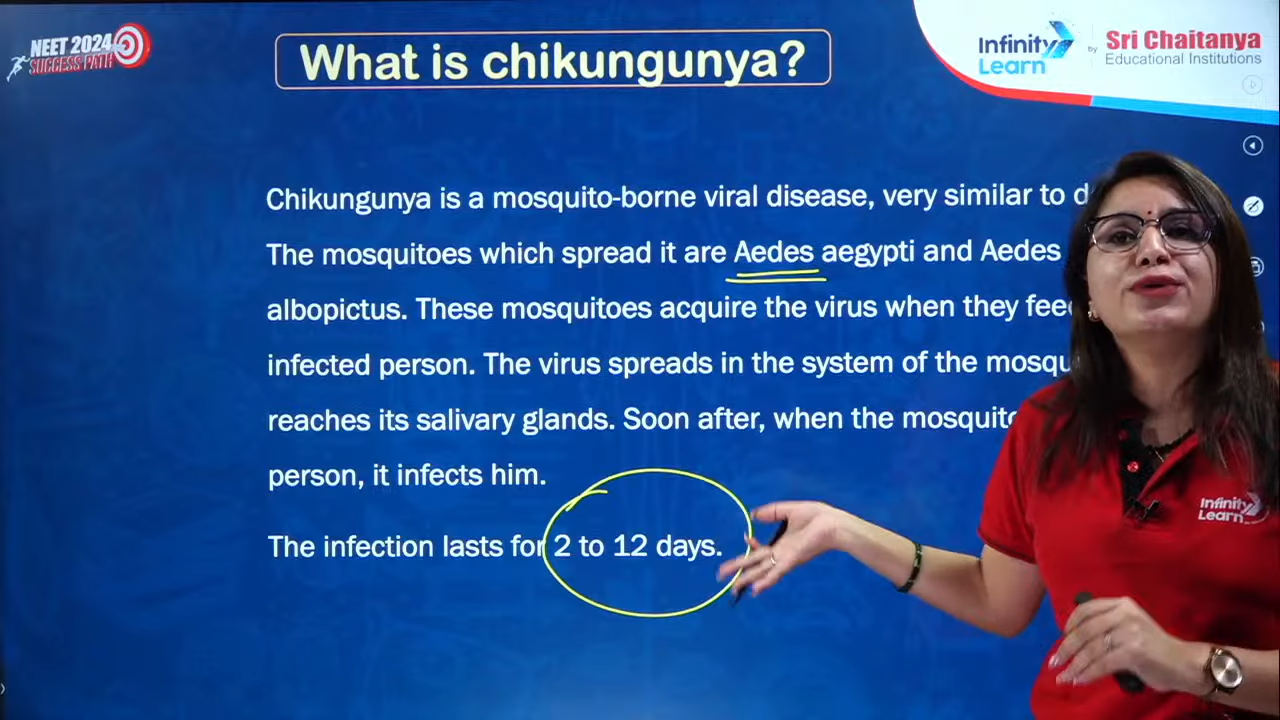 NEET 2024
SUCCESS PATH
What is chikungunya?
Infinity
Learn
by
Sri Chaitanya
Educational Institutions
Chikungunya is a mosquito-borne viral disease, very similar to
The mosquitoes which spread it are Aedes aegypti and Aedes
albopictus. These mosquitoes acquire the virus when they
infected person. The virus spreads in the system of the
reaches its salivary glands. Soon after, when the
person, it infects him.
The infection lasts for 2 to 12 days.
Infinity
Learn